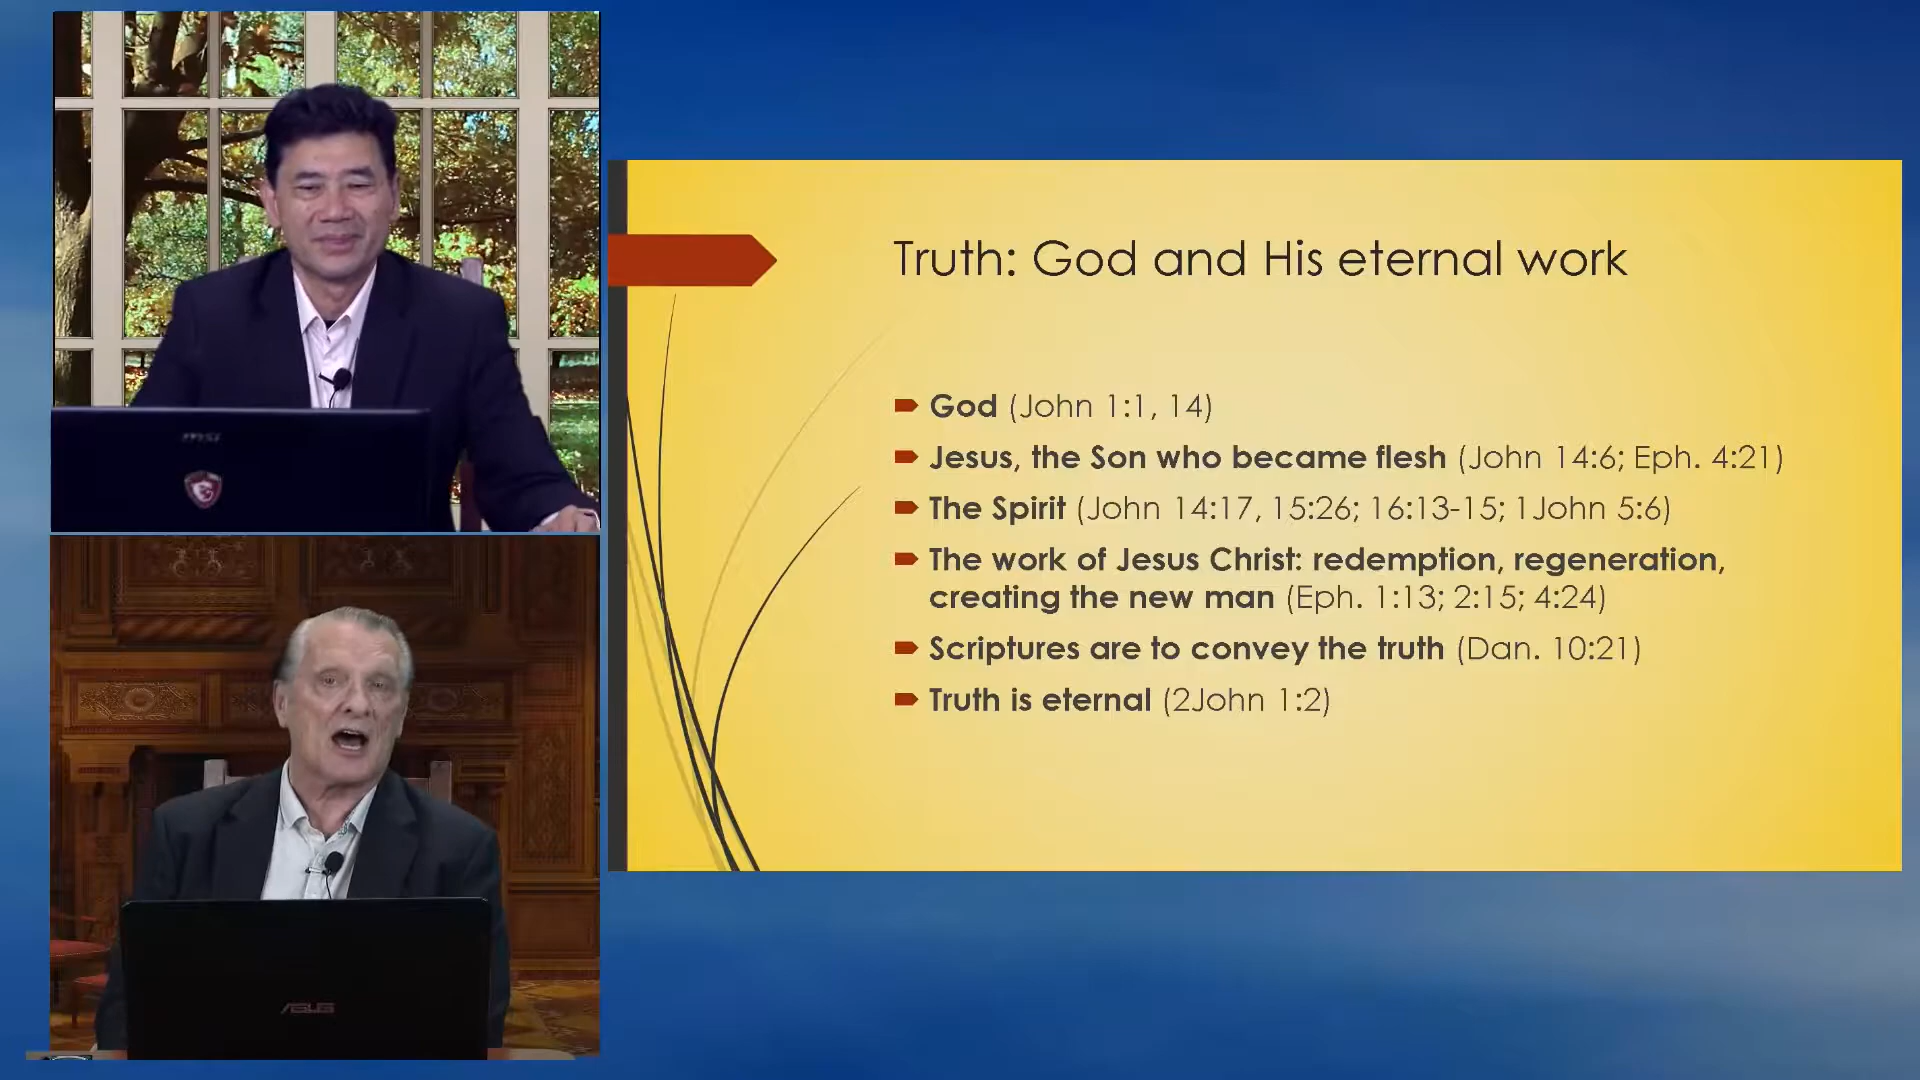 msi
Truth: God and His eternal work
God (John 1:1, 14)
Jesus, the Son who became flesh (John 14:6; Eph. 4:21)
The Spirit (John 14:17, 15:26; 16:13-15; 1John 5:6)
The work of Jesus Christ: redemption, regeneration,
creating the new man (Eph. 1:13; 2:15; 4:24)
Scriptures are to convey the truth (Dan. 10:21)
Truth is eternal (2John 1:2)
ASUS